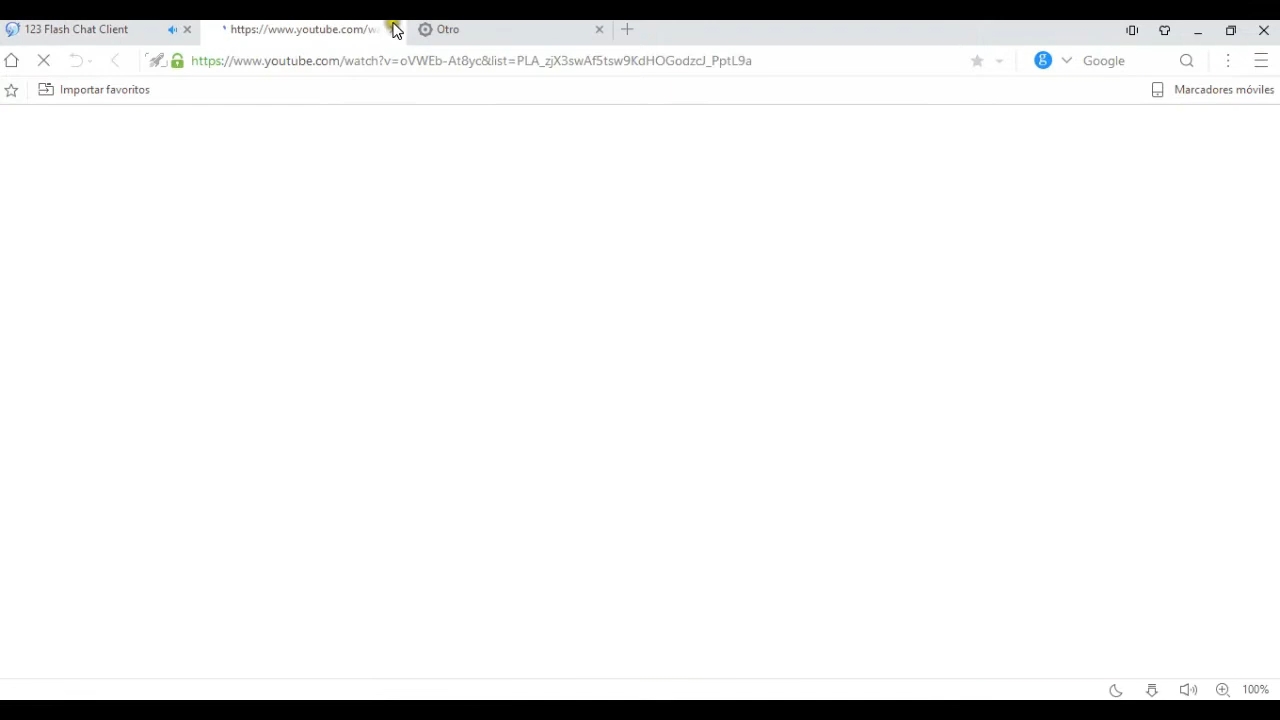 123 Flash Chat Client
https://www.youtube.com/wa
Otro
https://www.youtube.com/watch?v=oVWEb-At8yc&list=PLA_zjX3swAf5tsw9KdHOGodzcJ_PptL9a
Google
Importar favoritos
Marcadores móviles
100%